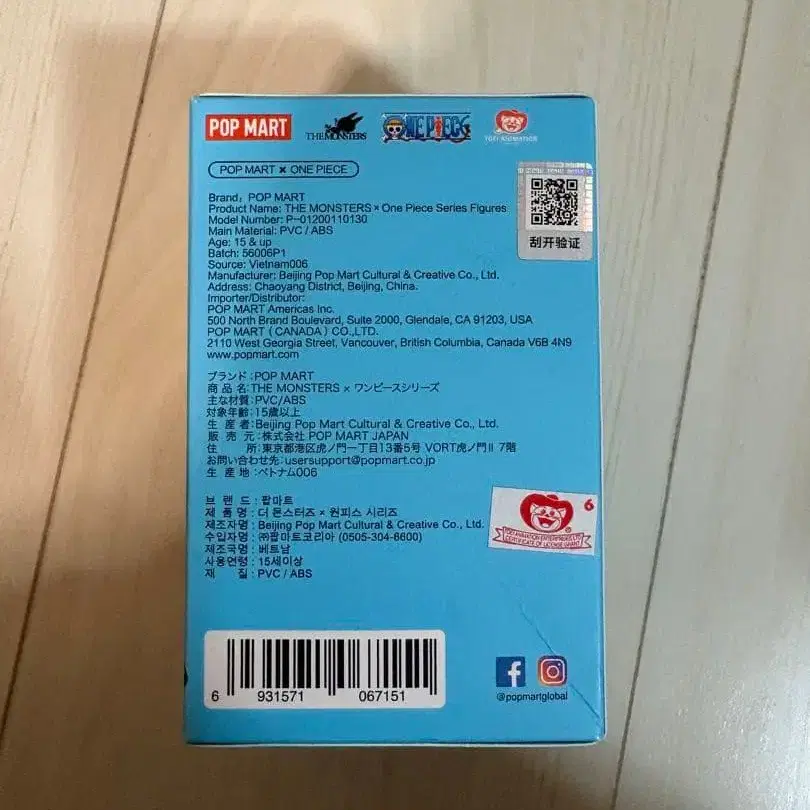 POP MART
THE MONSTERS
ONE PIECE
TOEI ANIMATION
POP MART × ONE PIECE
刮开验证
Brand: POP MART
Product Name: THE MONSTERS × One Piece Series Figures
Model Number: P-01200110130
Main Material: PVC / ABS
Age: 15 & up
Batch: 56006P1
Source: Vietnam006
Manufacturer: Beijing Pop Mart Cultural & Creative Co., Ltd.
Address: Chaoyang District, Beijing, China.
Importer/Distributor:
POP MART Americas Inc.
500 North Brand Boulevard, Suite 2000, Glendale, CA 91203, USA
POP MART (CANADA) CO.,LTD.
2110 West Georgia Street, Vancouver, British Columbia, Canada V6B 4N9
www.popmart.com
ブランド:POP MART
商 品 名:THE MONSTERS × ワンピースシリーズ
主な材質:PVC/ABS
対象年齢:15歳以上
生 産 者:Beijing Pop Mart Cultural & Creative Co., Ltd.
販 売 元:株式会社 POP MART JAPAN
住 所:東京都港区虎ノ門一丁目13番5号 VORT虎ノ門Ⅱ 7階
お問い合わせ先:usersupport@popmart.co.jp
生 産 地:ベトナム006
브 랜 드 : 팝마트
제 품 명 : 더 몬스터즈 × 원피스 시리즈
제조자명 : Beijing Pop Mart Cultural & Creative Co., Ltd.
수입자명 : ㈜팝마트코리아 (0505-304-6600)
제조국명 : 베트남
사용연령 : 15세이상
재 질 : PVC / ABS
6
TOEI ANIMATION ENTERPRISES LTD
CERTIFICATE OF LICENSE GRANT
6 931571 067151
@popmartglobal